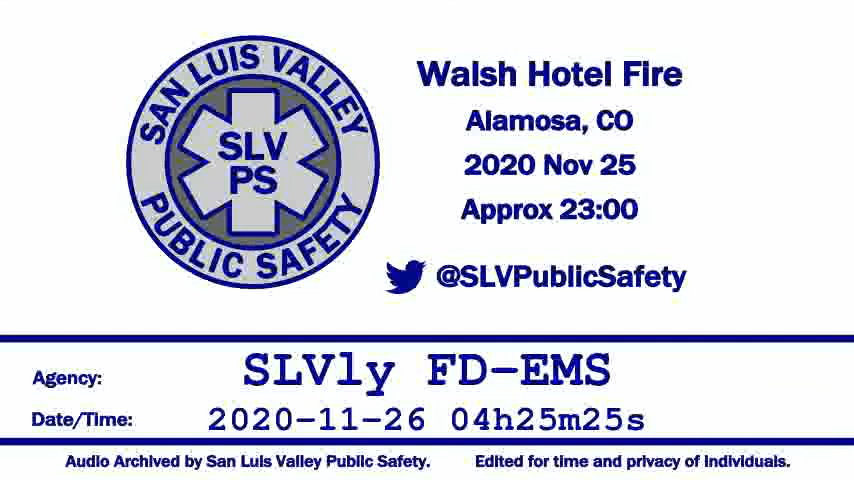 SAN LUIS VALLEY
SLV
PS
PUBLIC SAFETY
Walsh Hotel Fire
Alamosa, CO
2020 Nov 25
Approx 23:00
@SLVPublicSafety
Agency: SLVly FD-EMS
Date/Time: 2020-11-26 04h25m25s
Audio Archived by San Luis Valley Public Safety. Edited for time and privacy of individuals.